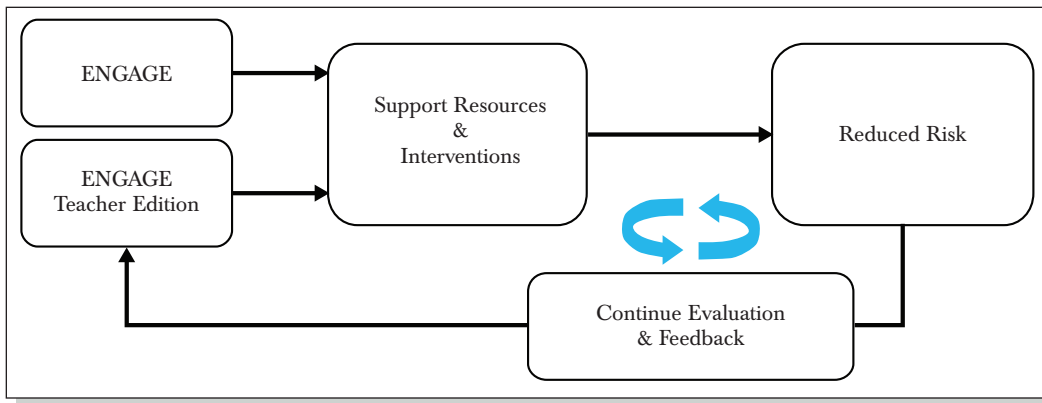 ENGAGE
ENGAGE
Teacher Edition
Support Resources
&
Interventions
Reduced Risk
Continue Evaluation
& Feedback